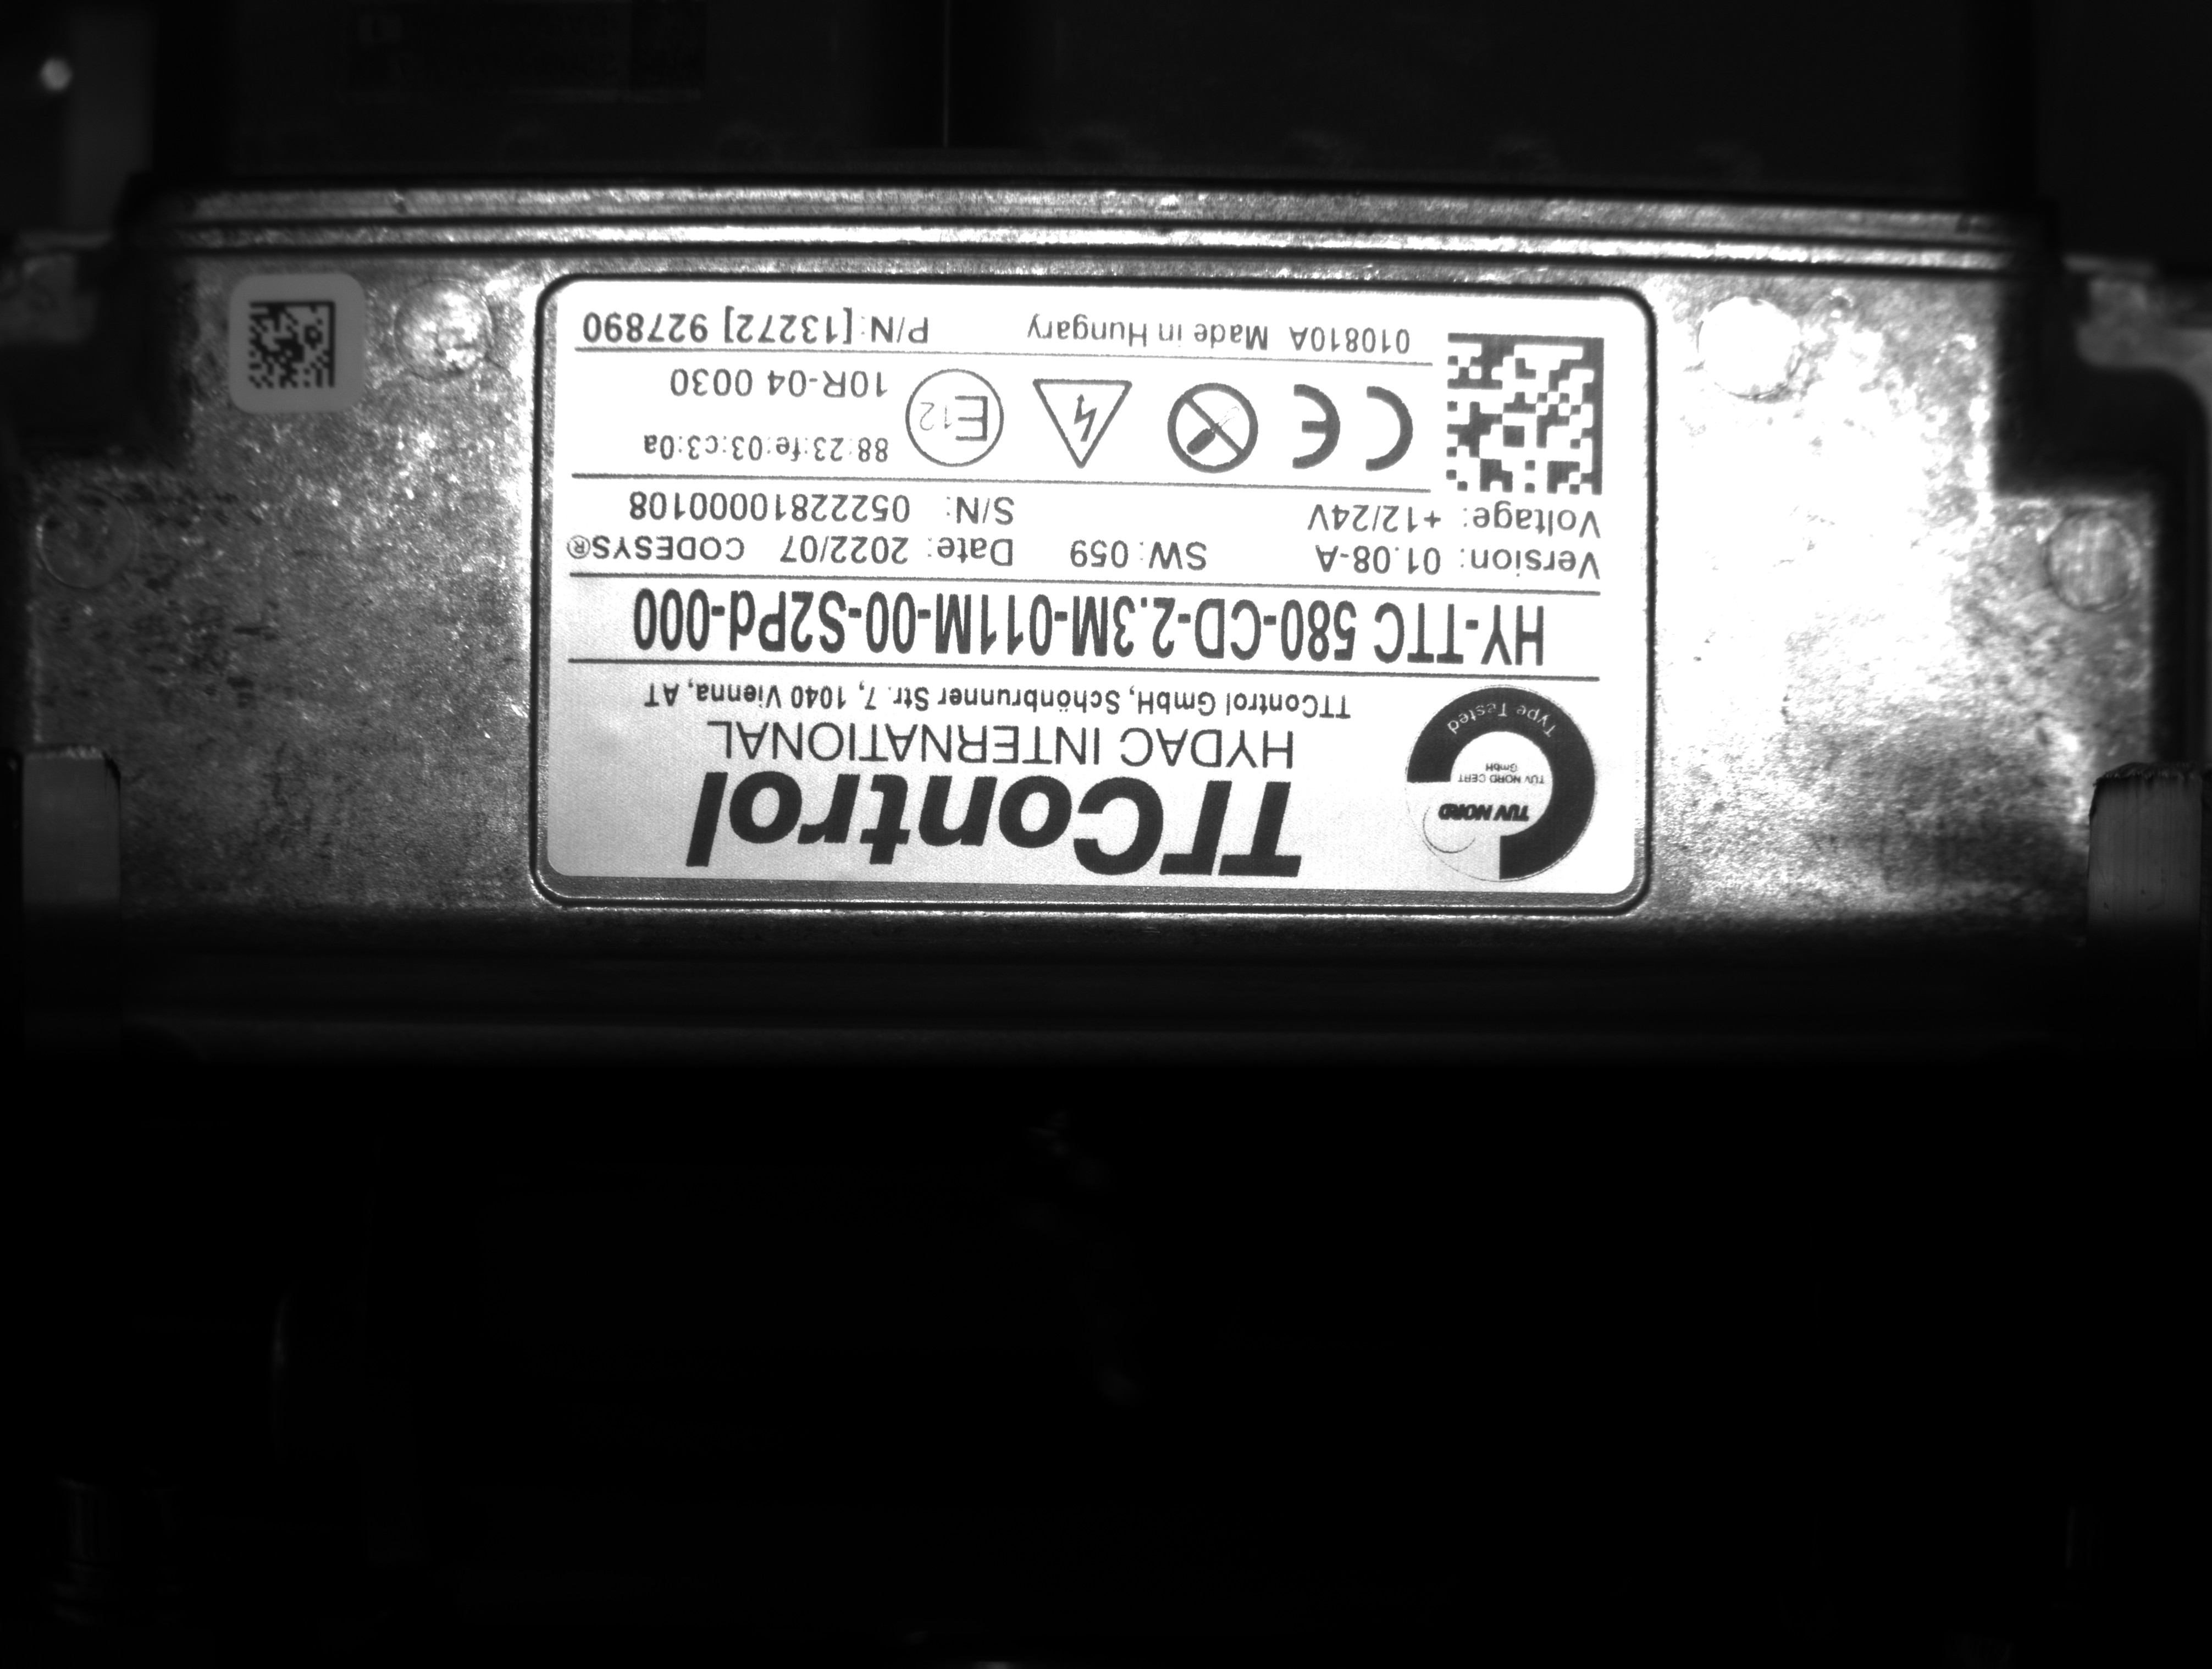 TTControl
HYDAC INTERNATIONAL
TTControl GmbH, Schönbrunner Str. 7, 1040 Vienna, AT
TÜV NORD
TÜV NORD CERT
GmbH
Type Tested
HY-TTC 580-CD-2.3M-011M-00-S2Pd-000
Version: 01.08-A SW: 059 Date: 2022/07 CODESYS®
Voltage: +12/24V S/N: 05222810000108
CE E12 88:23:fe:03:c3:0a
10R-04 0030
010810A Made in Hungary P/N: [13272] 927890